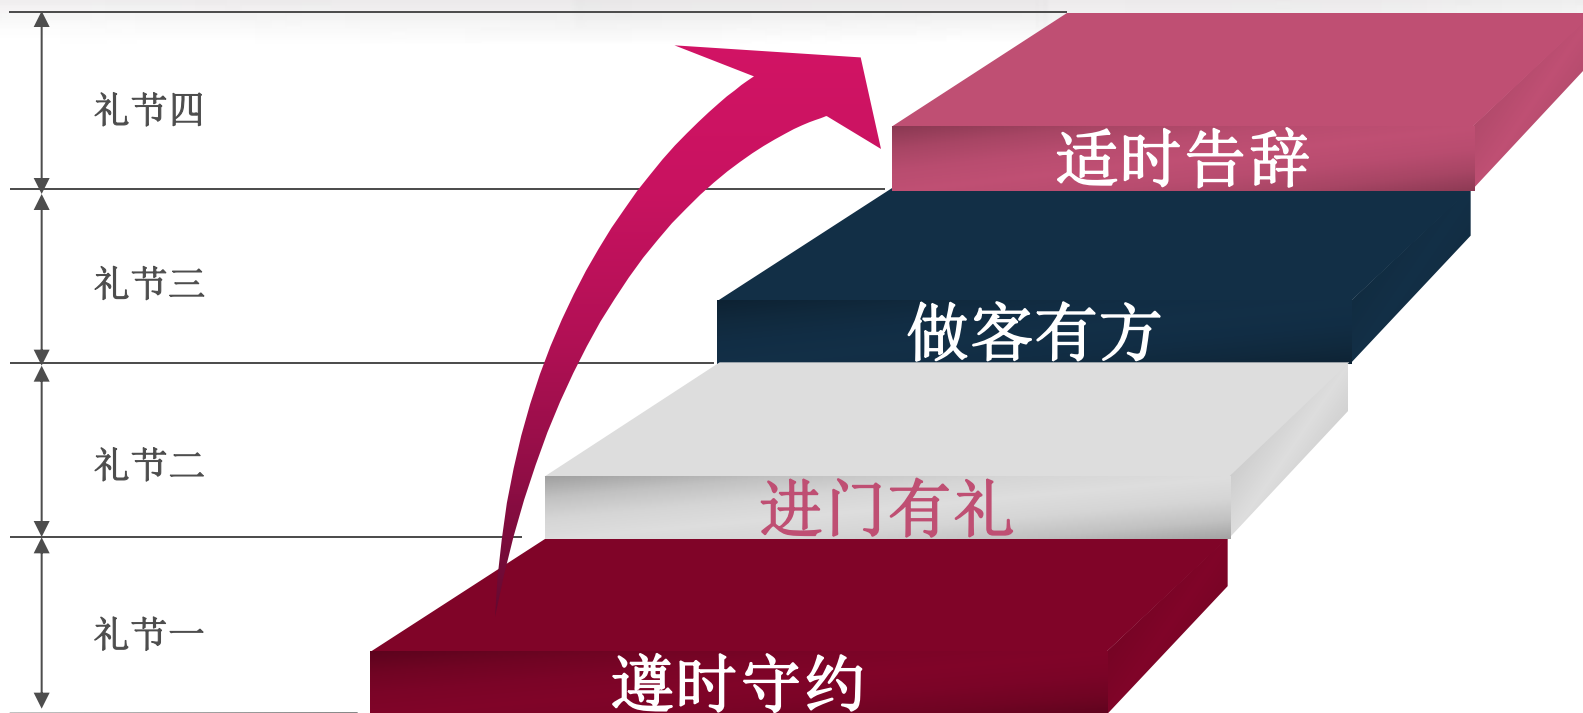 礼节四
适时告辞
礼节三
做客有方
礼节二
进门有礼
礼节一
遵时守约